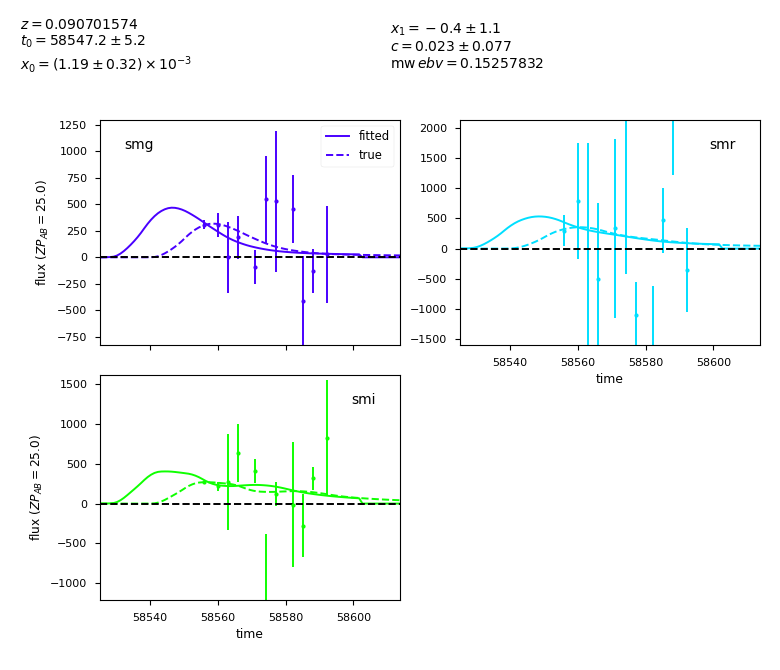 z = 0.090701574
t₀ = 58547.2 ± 5.2
x₀ = (1.19 ± 0.32) × 10⁻³
x₁ = −0.4 ± 1.1
c = 0.023 ± 0.077
mw ebv = 0.15257832
smg
fitted
true
1250
1000
750
500
250
0
−250
−500
−750
flux (ZP_AB = 25.0)
smr
2000
1500
1000
500
0
−500
−1000
−1500
58540 58560 58580 58600
time
smi
1500
1000
500
0
−500
−1000
flux (ZP_AB = 25.0)
58540 58560 58580 58600
time